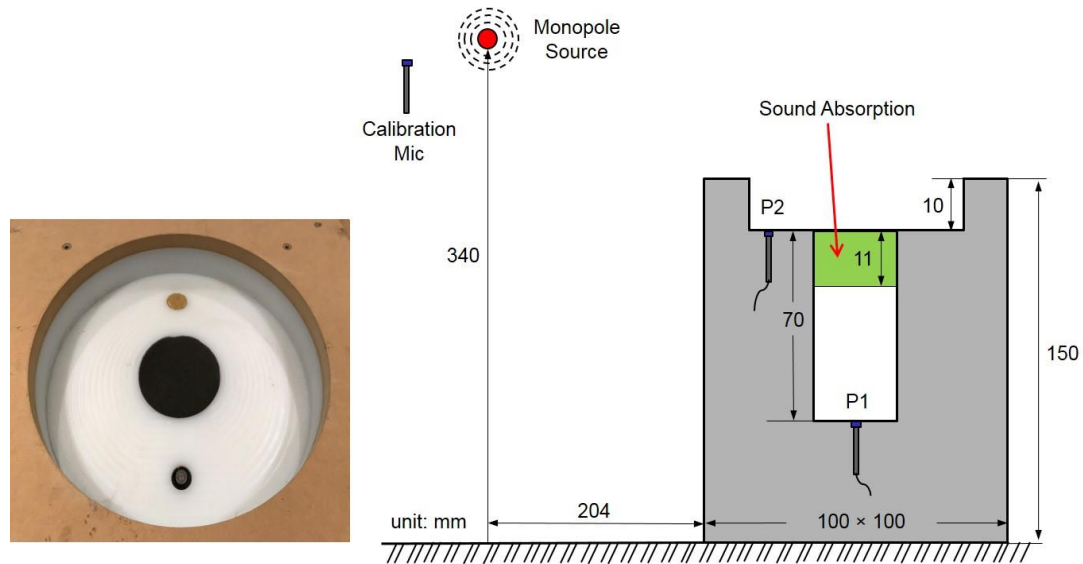 Monopole
Source
Calibration
Mic
Sound Absorption
P2
10
11
340
70
150
P1
unit: mm
204
100 × 100